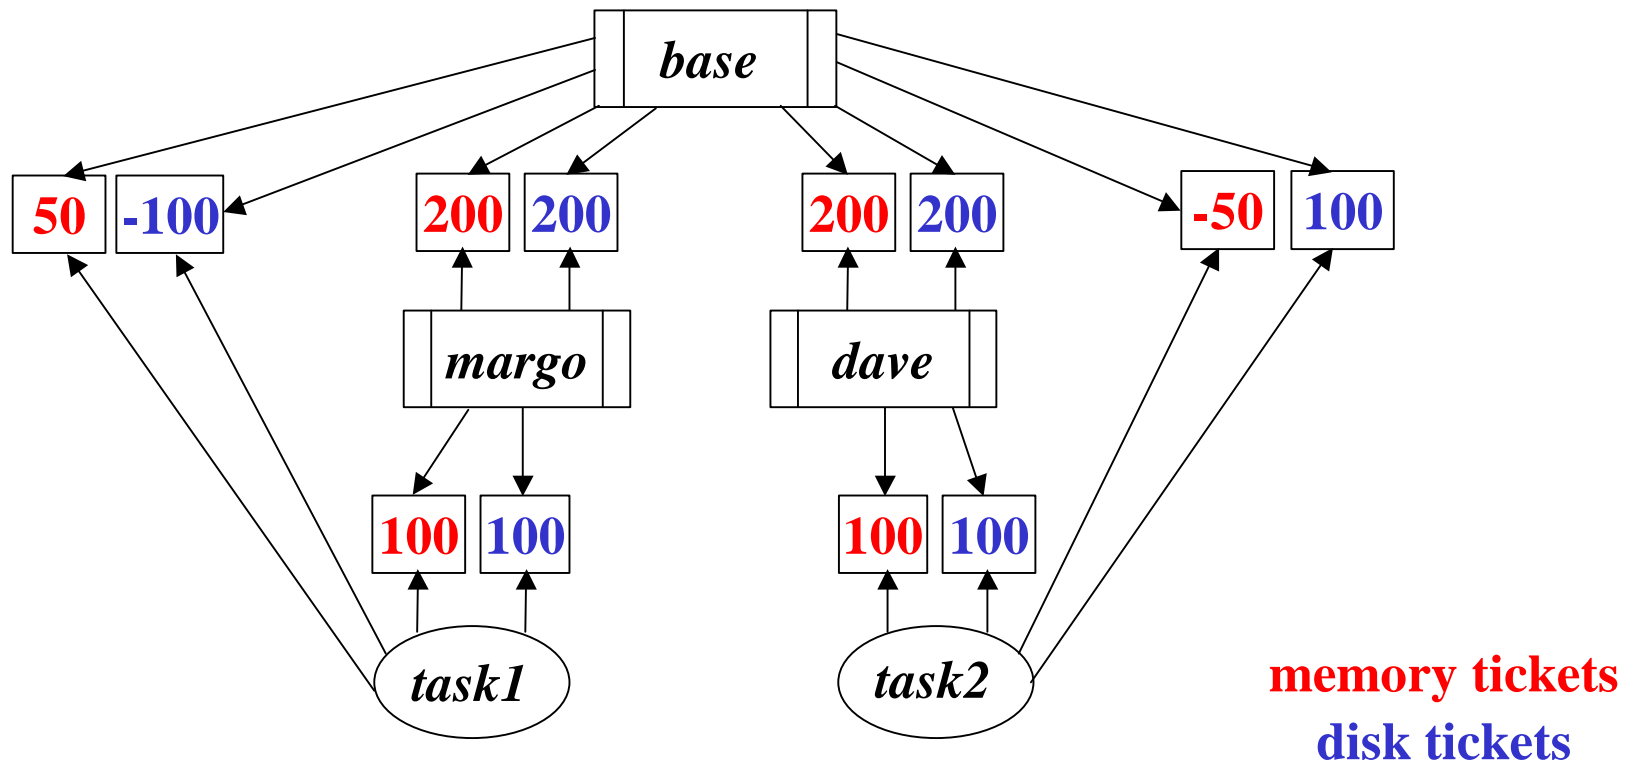 base
50 -100 200 200 200 200 -50 100
margo dave
100 100 100 100
task1 task2
memory tickets
disk tickets